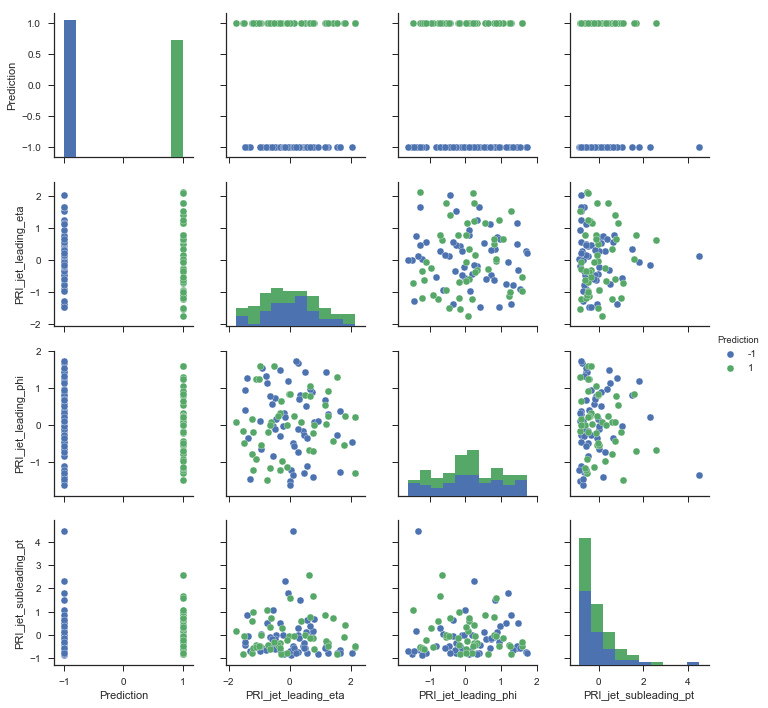 1.0
0.5
0.0
−0.5
−1.0
Prediction
2
1
0
−1
−2
PRI_jet_leading_eta
2
1
0
−1
PRI_jet_leading_phi
4
3
2
1
0
−1
PRI_jet_subleading_pt
−1 0 1
Prediction
−2 0 2
PRI_jet_leading_eta
−1 0 1 2
PRI_jet_leading_phi
0 2 4
PRI_jet_subleading_pt
Prediction
-1
1